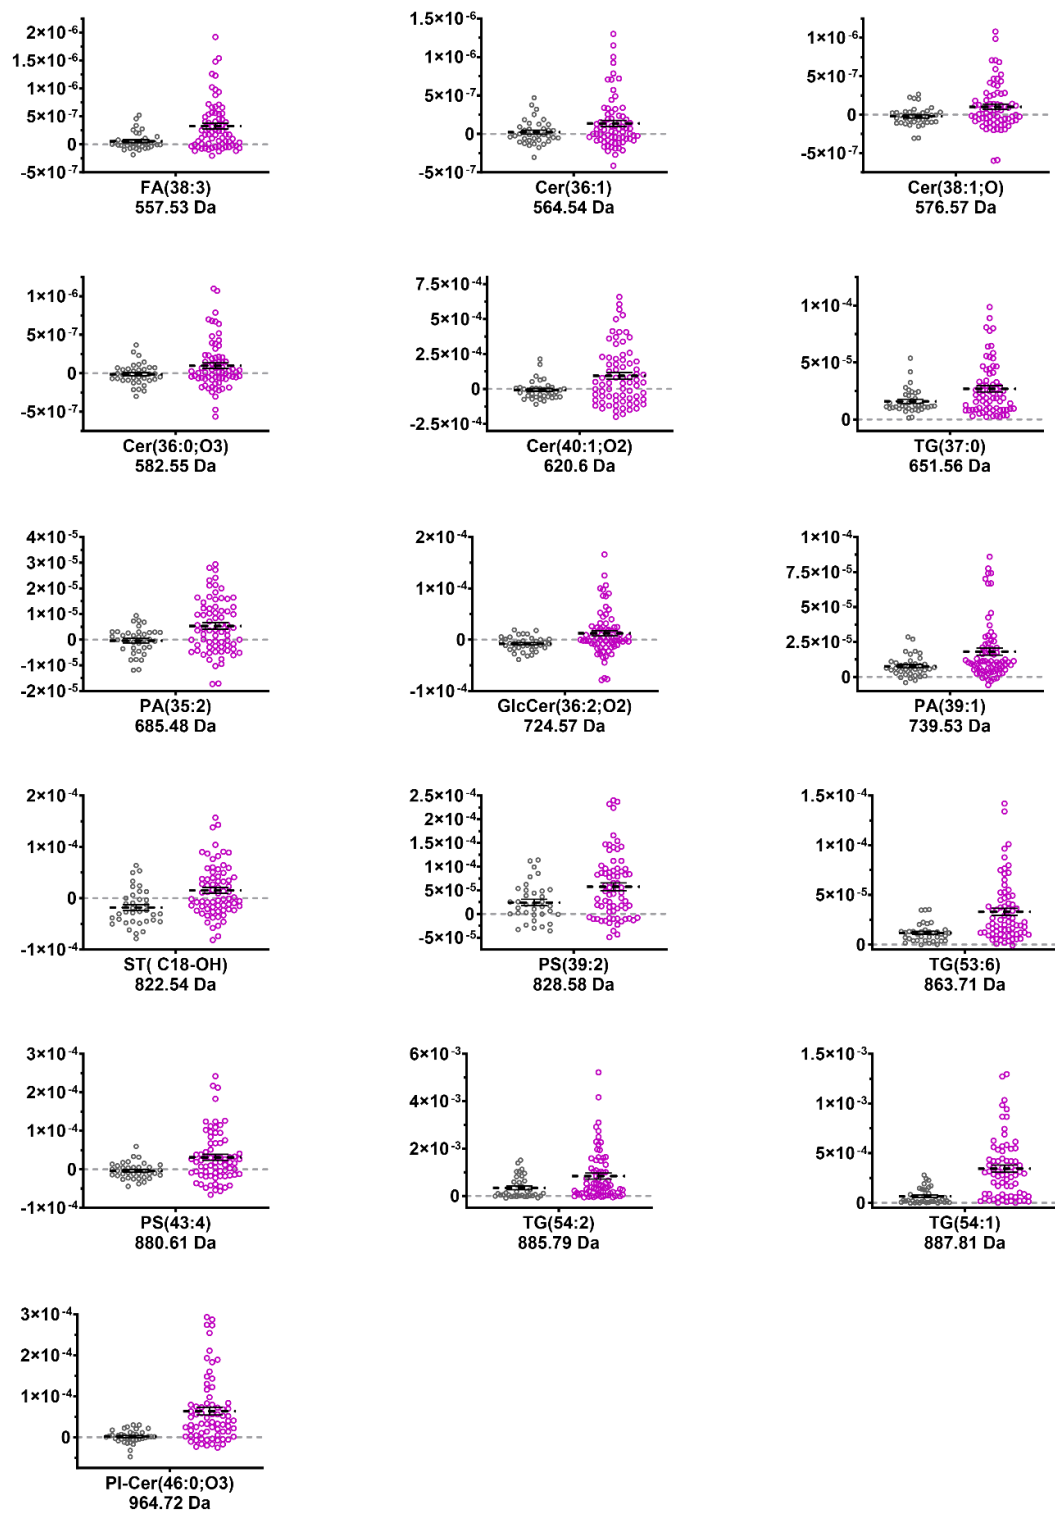 2×10⁻⁶
1.5×10⁻⁶
1×10⁻⁶
5×10⁻⁷
0
-5×10⁻⁷
FA(38:3)
557.53 Da
1.5×10⁻⁶
1×10⁻⁶
5×10⁻⁷
0
-5×10⁻⁷
Cer(36:1)
564.54 Da
1×10⁻⁶
5×10⁻⁷
0
-5×10⁻⁷
Cer(38:1;O)
576.57 Da
1×10⁻⁶
5×10⁻⁷
0
-5×10⁻⁷
Cer(36:0;O3)
582.55 Da
7.5×10⁻⁴
5×10⁻⁴
2.5×10⁻⁴
0
-2.5×10⁻⁴
Cer(40:1;O2)
620.6 Da
1×10⁻⁴
5×10⁻⁵
0
TG(37:0)
651.56 Da
4×10⁻⁵
3×10⁻⁵
2×10⁻⁵
1×10⁻⁵
0
-1×10⁻⁵
-2×10⁻⁵
PA(35:2)
685.48 Da
2×10⁻⁴
1×10⁻⁴
0
-1×10⁻⁴
GlcCer(36:2;O2)
724.57 Da
1×10⁻⁴
7.5×10⁻⁵
5×10⁻⁵
2.5×10⁻⁵
0
PA(39:1)
739.53 Da
2×10⁻⁴
1×10⁻⁴
0
-1×10⁻⁴
ST( C18-OH)
822.54 Da
2.5×10⁻⁴
2×10⁻⁴
1.5×10⁻⁴
1×10⁻⁴
5×10⁻⁵
0
-5×10⁻⁵
PS(39:2)
828.58 Da
1.5×10⁻⁴
1×10⁻⁴
5×10⁻⁵
0
TG(53:6)
863.71 Da
3×10⁻⁴
2×10⁻⁴
1×10⁻⁴
0
-1×10⁻⁴
PS(43:4)
880.61 Da
6×10⁻³
4×10⁻³
2×10⁻³
0
TG(54:2)
885.79 Da
1.5×10⁻³
1×10⁻³
5×10⁻⁴
0
TG(54:1)
887.81 Da
3×10⁻⁴
2×10⁻⁴
1×10⁻⁴
0
PI-Cer(46:0;O3)
964.72 Da